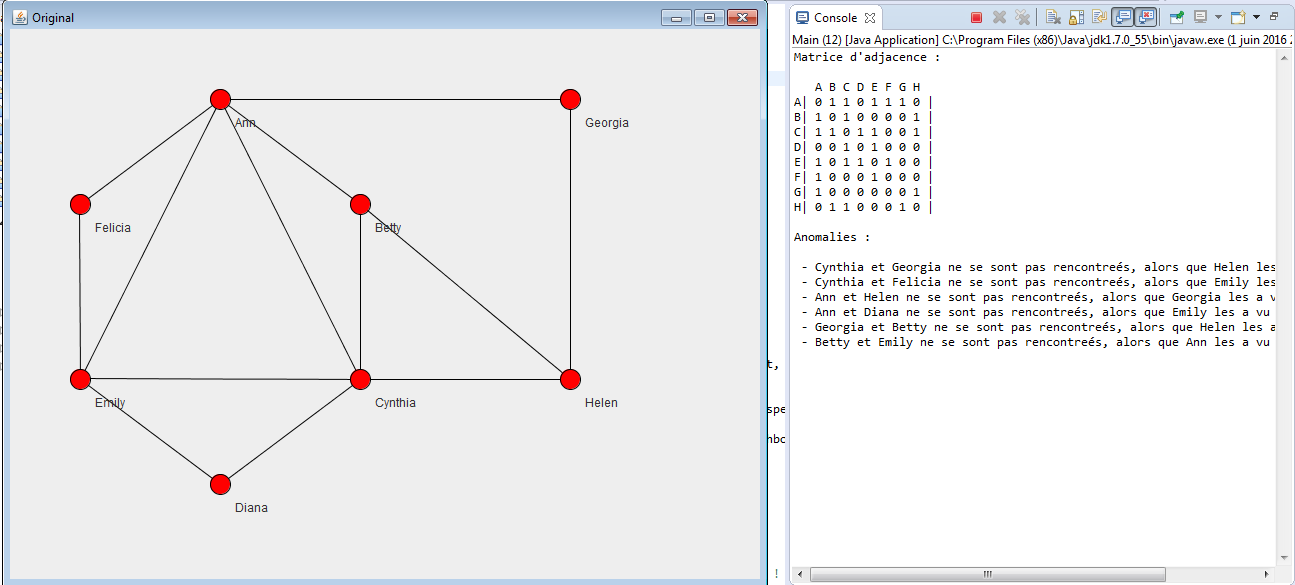 Original
Ann
Georgia
Felicia
Betty
Emily
Cynthia
Helen
Diana
t,
spe
nbc
!
Console
Main (12) [Java Application] C:\Program Files (x86)\Java\jdk1.7.0_55\bin\javaw.exe (1 juin 2016
Matrice d'adjacence :
A B C D E F G H
A| 0 1 1 0 1 1 1 0 |
B| 1 0 1 0 0 0 0 1 |
C| 1 1 0 1 1 0 0 1 |
D| 0 0 1 0 1 0 0 0 |
E| 1 0 1 1 0 1 0 0 |
F| 1 0 0 0 1 0 0 0 |
G| 1 0 0 0 0 0 0 1 |
H| 0 1 1 0 0 0 1 0 |
Anomalies :
- Cynthia et Georgia ne se sont pas rencontreés, alors que Helen les
- Cynthia et Felicia ne se sont pas rencontreés, alors que Emily les
- Ann et Helen ne se sont pas rencontreés, alors que Georgia les a v
- Ann et Diana ne se sont pas rencontreés, alors que Emily les a vu
- Georgia et Betty ne se sont pas rencontreés, alors que Helen les a
- Betty et Emily ne se sont pas rencontreés, alors que Ann les a vu